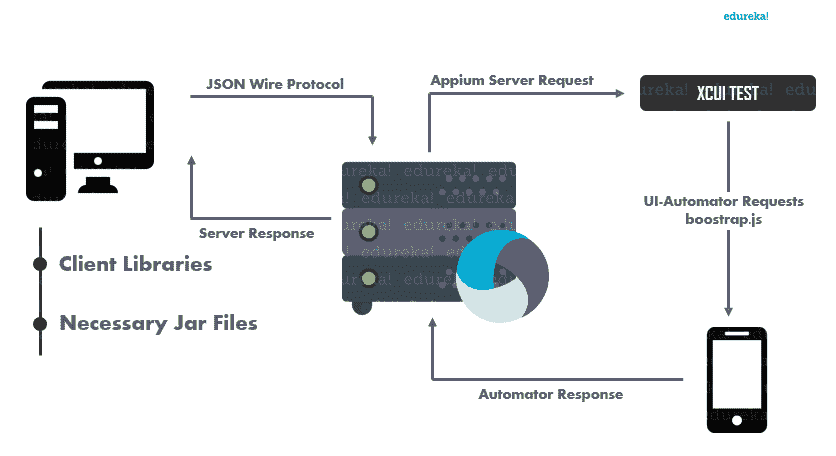 edureka!
JSON Wire Protocol
Appium Server Request
XCUI TEST
UI-Automator Requests
boostrap.js
Server Response
Client Libraries
Necessary Jar Files
Automator Response